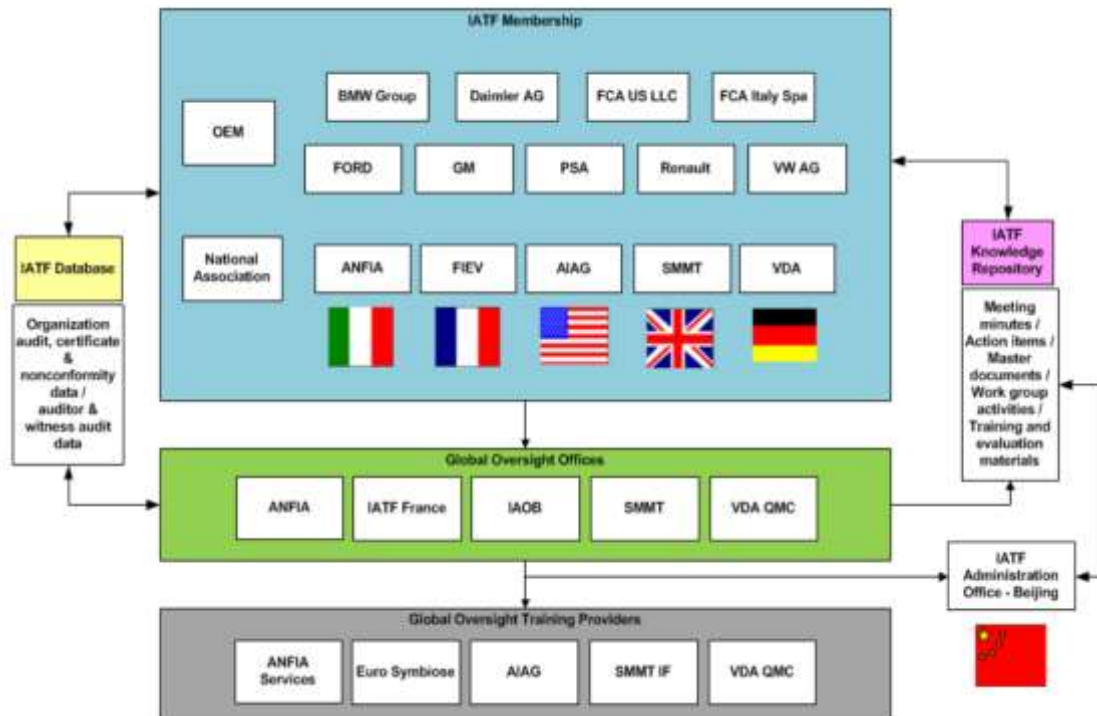 IATF Membership
OEM
BMW Group
Daimler AG
FCA US LLC
FCA Italy Spa
FORD
GM
PSA
Renault
VW AG
National
Association
ANFIA
FIEV
AIAG
SMMT
VDA
IATF Database
Organization
audit, certificate
&
nonconformity
data /
auditor &
witness audit
data
IATF
Knowledge
Repository
Meeting
minutes /
Action items /
Master
documents /
Work group
activities /
Training and
evaluation
materials
Global Oversight Offices
ANFIA
IATF France
IAOB
SMMT
VDA QMC
IATF
Administration
Office - Beijing
Global Oversight Training Providers
ANFIA
Services
Euro Symbiose
AIAG
SMMT IF
VDA QMC